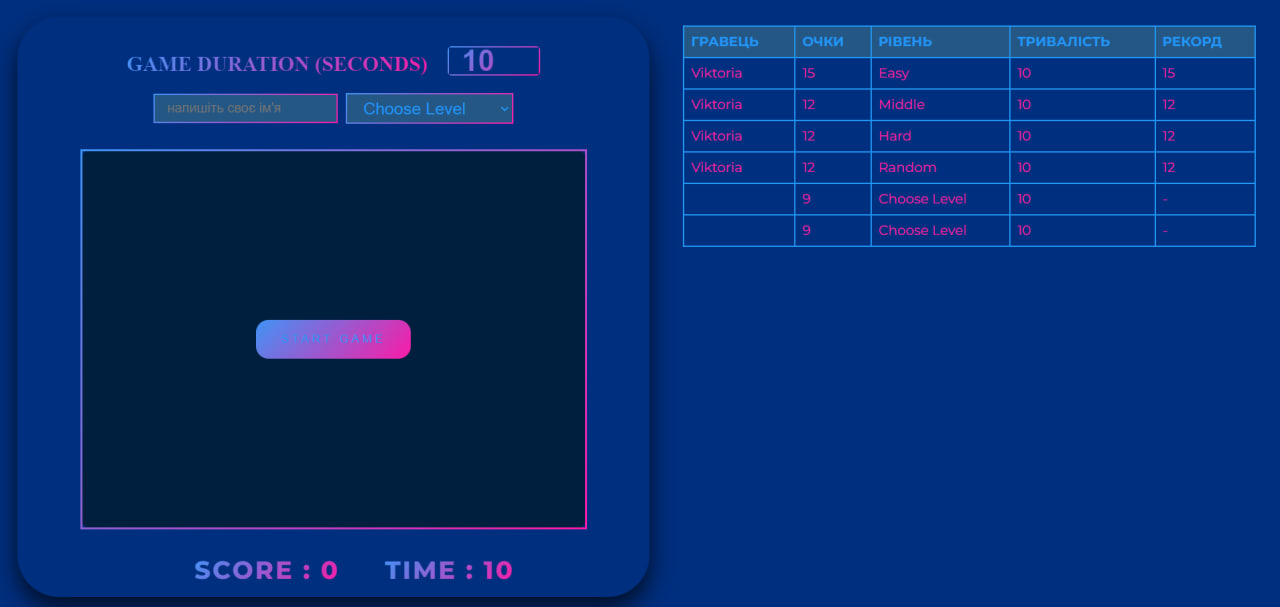 GAME DURATION (SECONDS) 10
напишіть своє ім'я Choose Level
START GAME
SCORE : 0 TIME : 10
ГРАВЕЦЬ ОЧКИ РІВЕНЬ ТРИВАЛІСТЬ РЕКОРД
Viktoria 15 Easy 10 15
Viktoria 12 Middle 10 12
Viktoria 12 Hard 10 12
Viktoria 12 Random 10 12
9 Choose Level 10 -
9 Choose Level 10 -